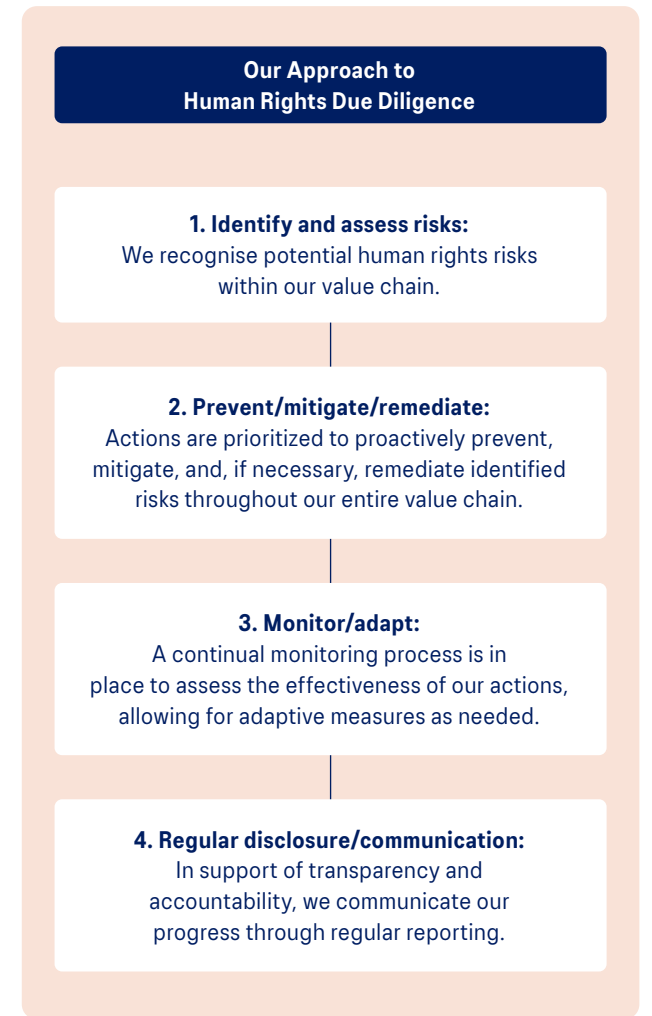 Our Approach to
Human Rights Due Diligence
1. Identify and assess risks:
We recognise potential human rights risks
within our value chain.
2. Prevent/mitigate/remediate:
Actions are prioritized to proactively prevent,
mitigate, and, if necessary, remediate identified
risks throughout our entire value chain.
3. Monitor/adapt:
A continual monitoring process is in
place to assess the effectiveness of our actions,
allowing for adaptive measures as needed.
4. Regular disclosure/communication:
In support of transparency and
accountability, we communicate our
progress through regular reporting.